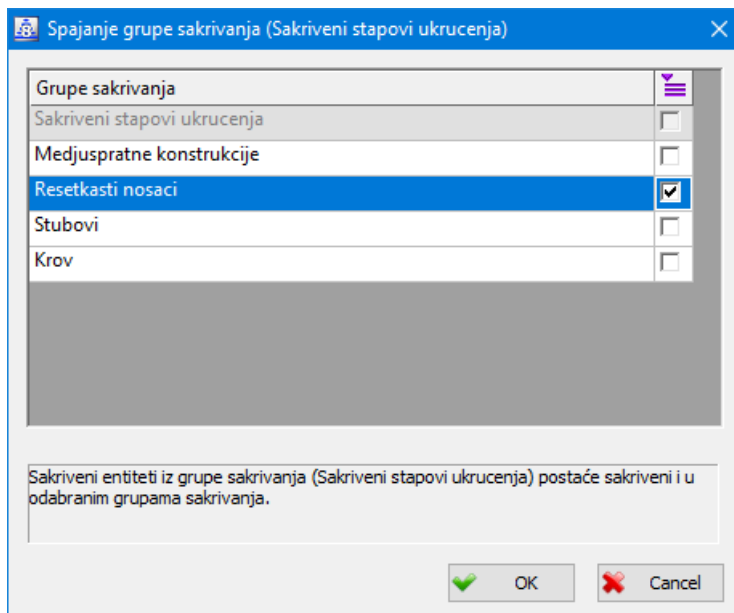 Spajanje grupe sakrivanja (Sakriveni stapovi ukrucenja)
Grupe sakrivanja
Sakriveni stapovi ukrucenja
Medjuspratne konstrukcije
Resetkasti nosaci
Stubovi
Krov
Sakriveni entiteti iz grupe sakrivanja (Sakriveni stapovi ukrucenja) postaće sakriveni i u
odabranim grupama sakrivanja.
OK
Cancel